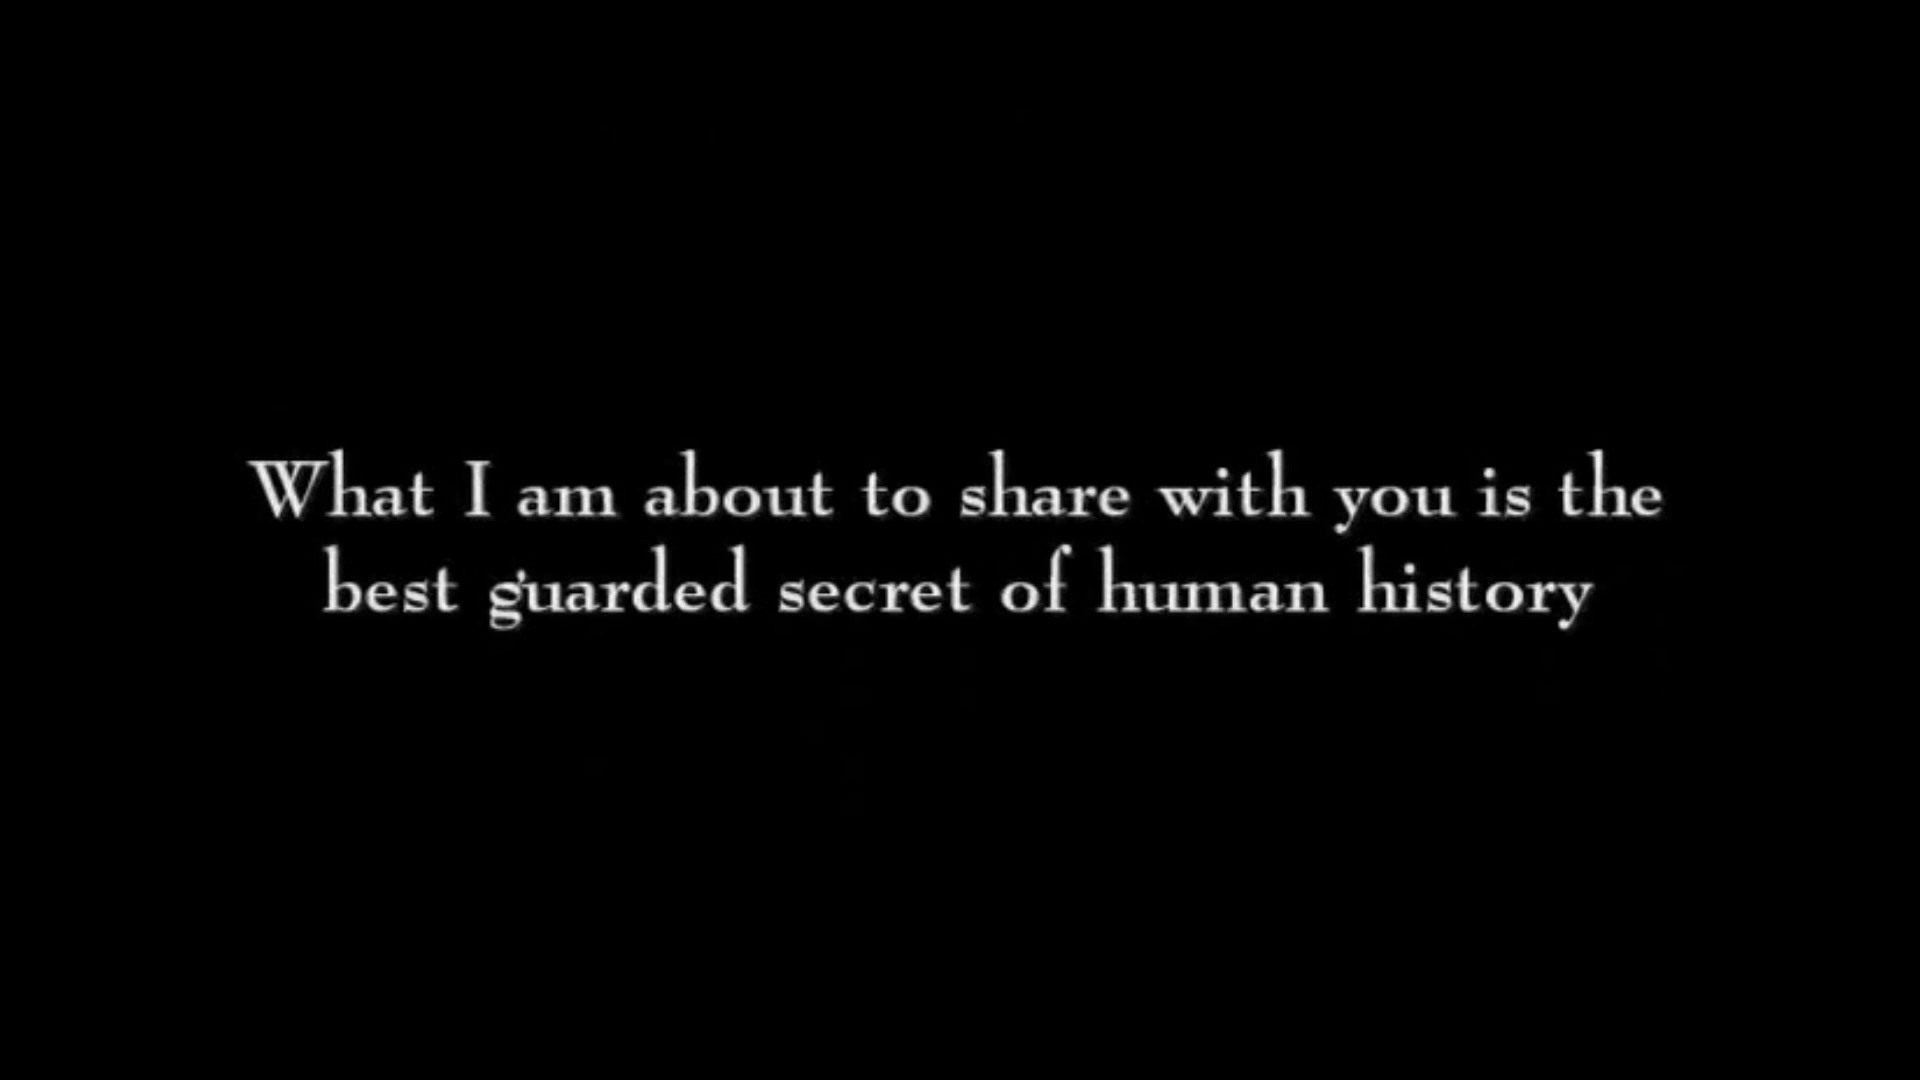 What I am about to share with you is the
best guarded secret of human history